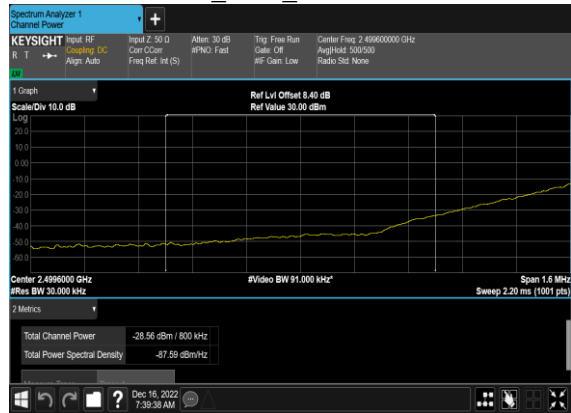 Spectrum Analyzer 1
Channel Power
+
KEYSIGHT Input: RF Input Z: 50 Ω Atten: 30 dB Trig: Free Run Center Freq: 2.499600000 GHz
R T Coupling: DC Corr CCorr #PNO: Fast Gate: Off Avg|Hold: 500/500
Align: Auto Freq Ref: Int (S) #IF Gain: Low Radio Std: None
1 Graph
Ref Lvl Offset 8.40 dB
Scale/Div 10.0 dB Ref Value 30.00 dBm
Log
20.0
10.0
0.00
-10.0
-20.0
-30.0
-40.0
-50.0
-60.0
Center 2.4996000 GHz #Video BW 91.000 kHz* Span 1.6 MHz
#Res BW 30.000 kHz Sweep 2.20 ms (1001 pts)
2 Metrics
Total Channel Power -28.56 dBm / 800 kHz
Total Power Spectral Density -87.59 dBm/Hz
?
Dec 16, 2022
7:39:38 AM